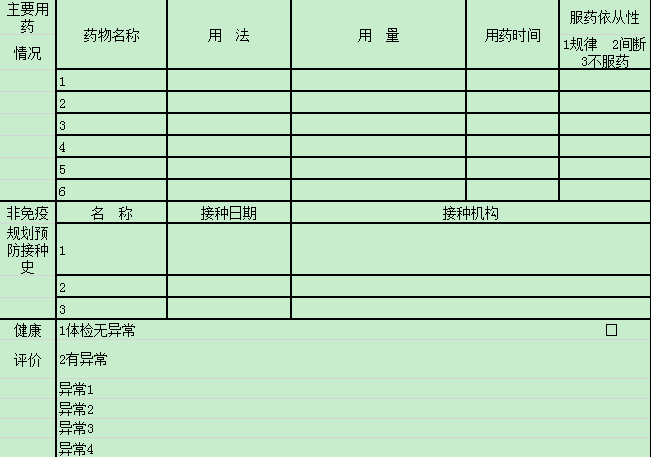 主要用药
情况
药物名称
用 法
用 量
用药时间
服药依从性
1规律 2间断
3不服药
1
2
3
4
5
6
非免疫
规划预
防接种
史
名 称
接种日期
接种机构
1
2
3
健康
评价
1体检无异常 □
2有异常
异常1
异常2
异常3
异常4